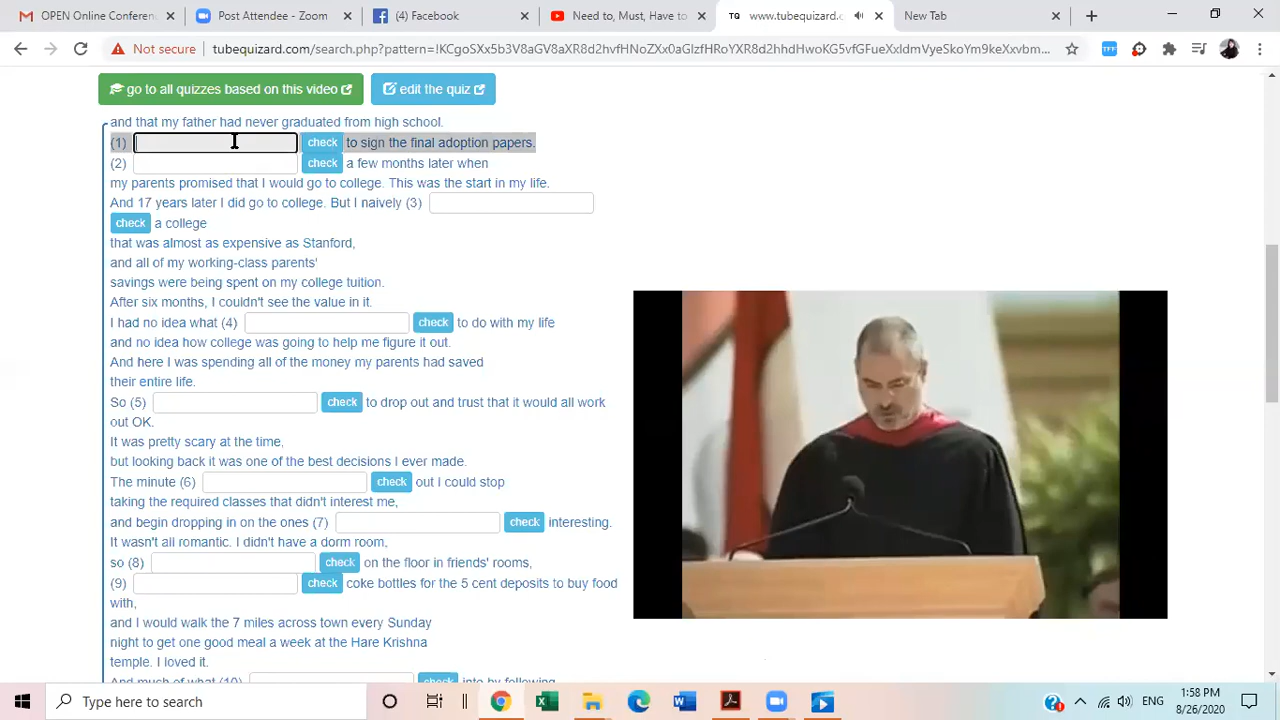 OPEN Online Conferen
Post Attendee - Zoom
(4) Facebook
Need to, Must, Have to
www.tubequizard.c
New Tab
Not secure
tubequizard.com/search.php?pattern=!KCgoSXx5b3V8aGV8aXR8d2hvfHNoZXx0aGlzfHRoYXR8d2hhdHwoKG5vfGFueXxldmVyeSkoYm9keXxvbm...
go to all quizzes based on this video
edit the quiz
and that my father had never graduated from high school.
(1) check to sign the final adoption papers.
(2) check a few months later when
my parents promised that I would go to college. This was the start in my life.
And 17 years later I did go to college. But I naively (3)
check a college
that was almost as expensive as Stanford,
and all of my working-class parents'
savings were being spent on my college tuition.
After six months, I couldn't see the value in it.
I had no idea what (4) check to do with my life
and no idea how college was going to help me figure it out.
And here I was spending all of the money my parents had saved
their entire life.
So (5) check to drop out and trust that it would all work
out OK.
It was pretty scary at the time,
but looking back it was one of the best decisions I ever made.
The minute (6) check out I could stop
taking the required classes that didn't interest me,
and begin dropping in on the ones (7) check interesting.
It wasn't all romantic. I didn't have a dorm room,
so (8) check on the floor in friends' rooms,
(9) check coke bottles for the 5 cent deposits to buy food
with,
and I would walk the 7 miles across town every Sunday
night to get one good meal a week at the Hare Krishna
temple. I loved it.
And much of what (10) check into by following
Type here to search
ENG
1:58 PM
8/26/2020